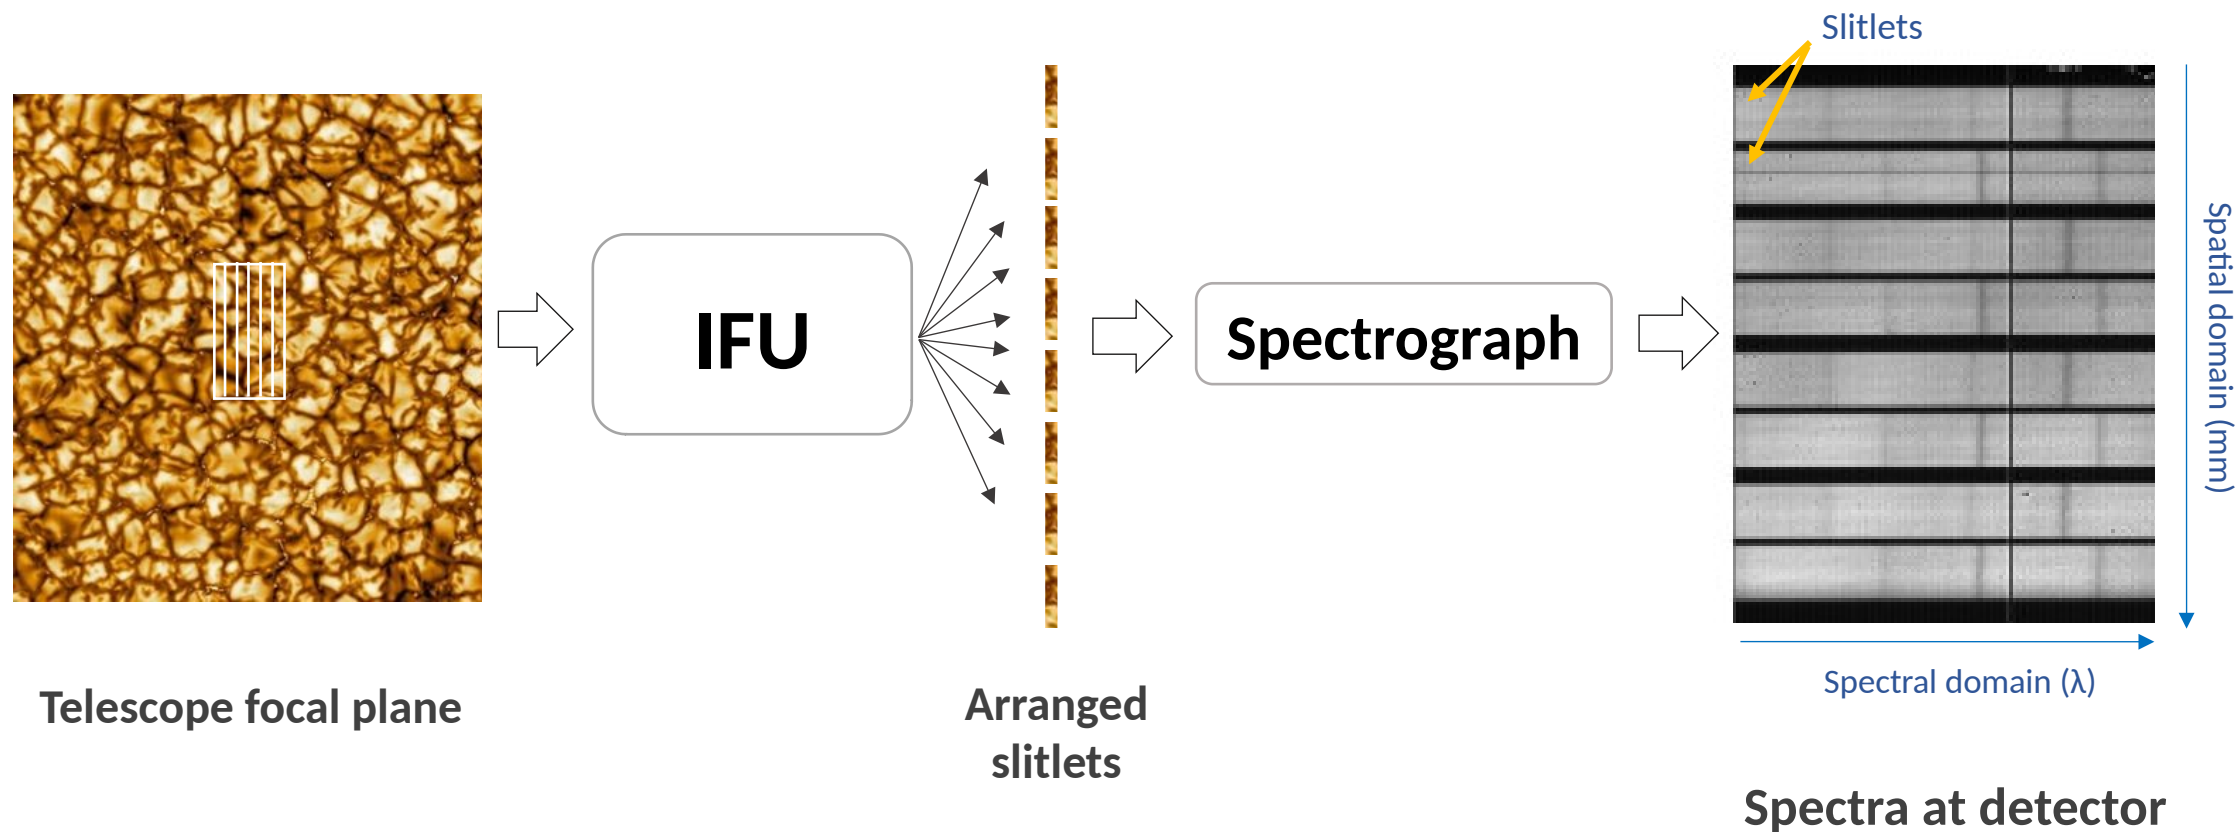 Slitlets
IFU
Spectrograph
Spatial domain (mm)
Spectral domain (λ)
Telescope focal plane
Arranged
slitlets
Spectra at detector